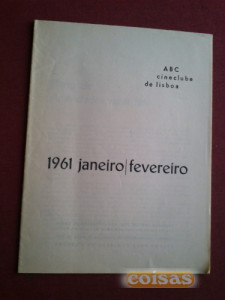 ABC
cineclube
de lisboa
1961 janeiro|fevereiro
coisas